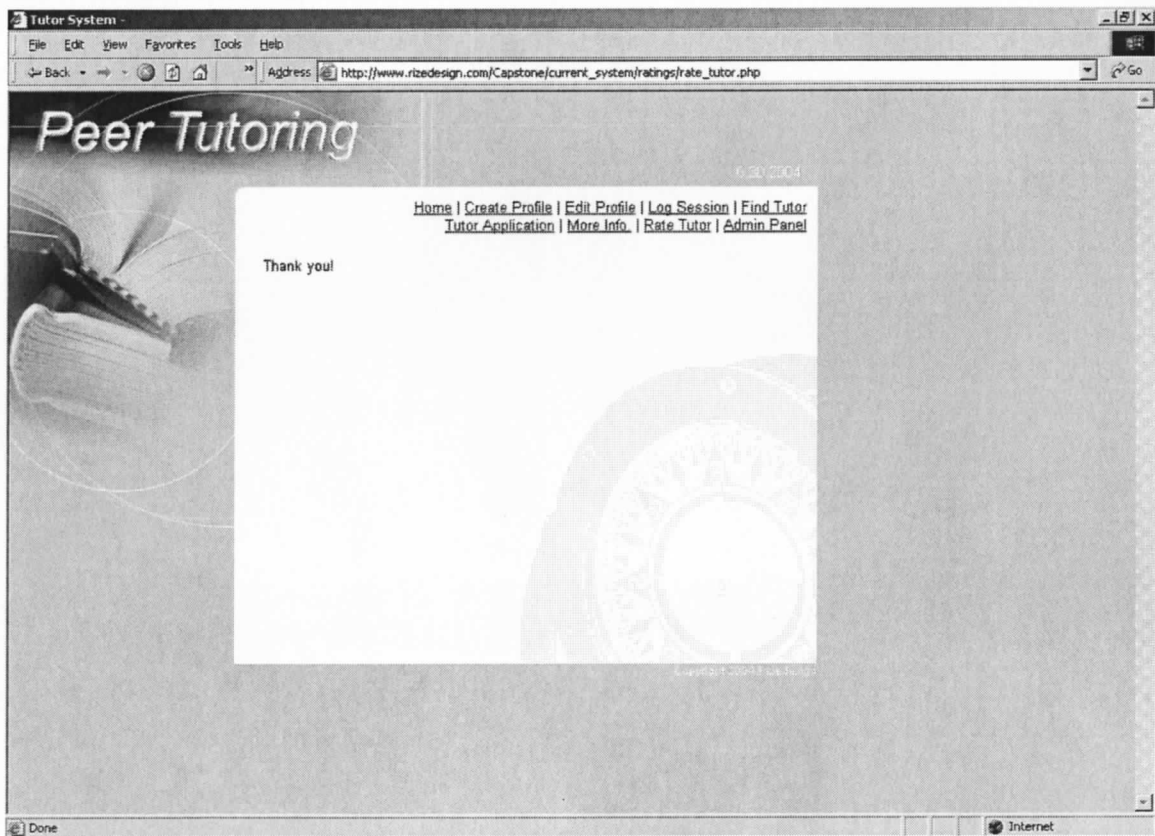 Tutor System -
File Edit View Favorites Tools Help
Back » Address http://www.rizedesign.com/Capstone/current_system/ratings/rate_tutor.php Go
Peer Tutoring
6.30.2004
Home | Create Profile | Edit Profile | Log Session | Find Tutor
Tutor Application | More Info. | Rate Tutor | Admin Panel
Thank you!
Copyright 2004
Done Internet